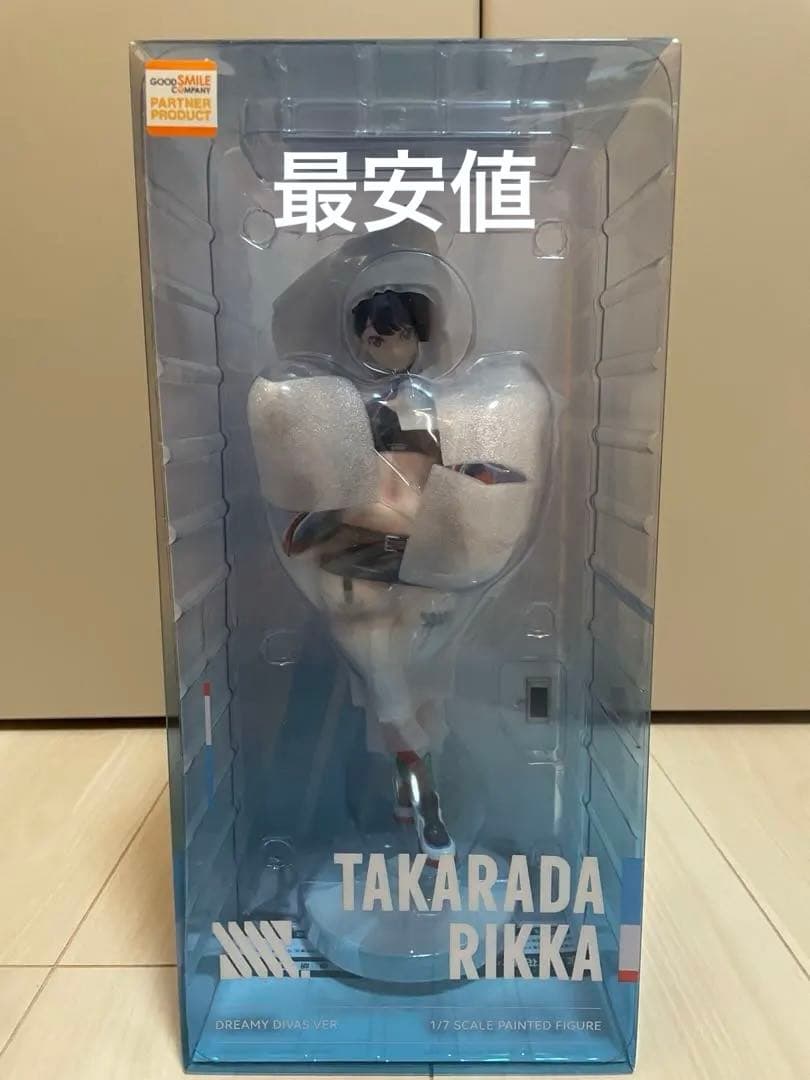 GOOD SMILE
COMPANY
PARTNER
PRODUCT
最安値
TAKARADA
RIKKA
DREAMY DIVAS VER
1/7 SCALE PAINTED FIGURE